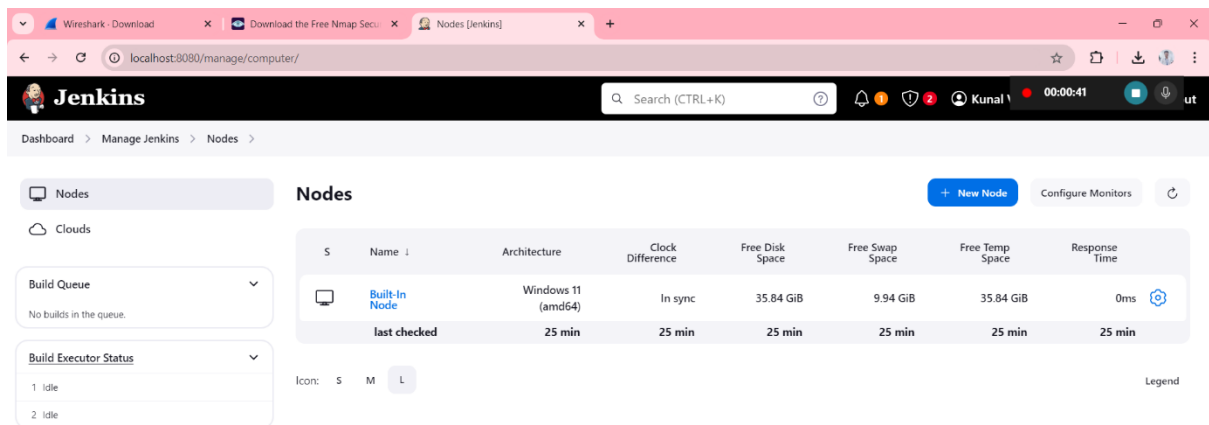 Wireshark · Download
Download the Free Nmap Secu
Nodes [Jenkins]
localhost:8080/manage/computer/
Jenkins
Search (CTRL+K)
1
2
Kunal
00:00:41
ut
Dashboard > Manage Jenkins > Nodes >
Nodes
Clouds
Build Queue
No builds in the queue.
Build Executor Status
1 Idle
2 Idle
Nodes
+ New Node
Configure Monitors
S Name ↓ Architecture Clock Difference Free Disk Space Free Swap Space Free Temp Space Response Time
Built-In Node Windows 11 (amd64) In sync 35.84 GiB 9.94 GiB 35.84 GiB 0ms
last checked 25 min 25 min 25 min 25 min 25 min 25 min
Icon: S M L
Legend